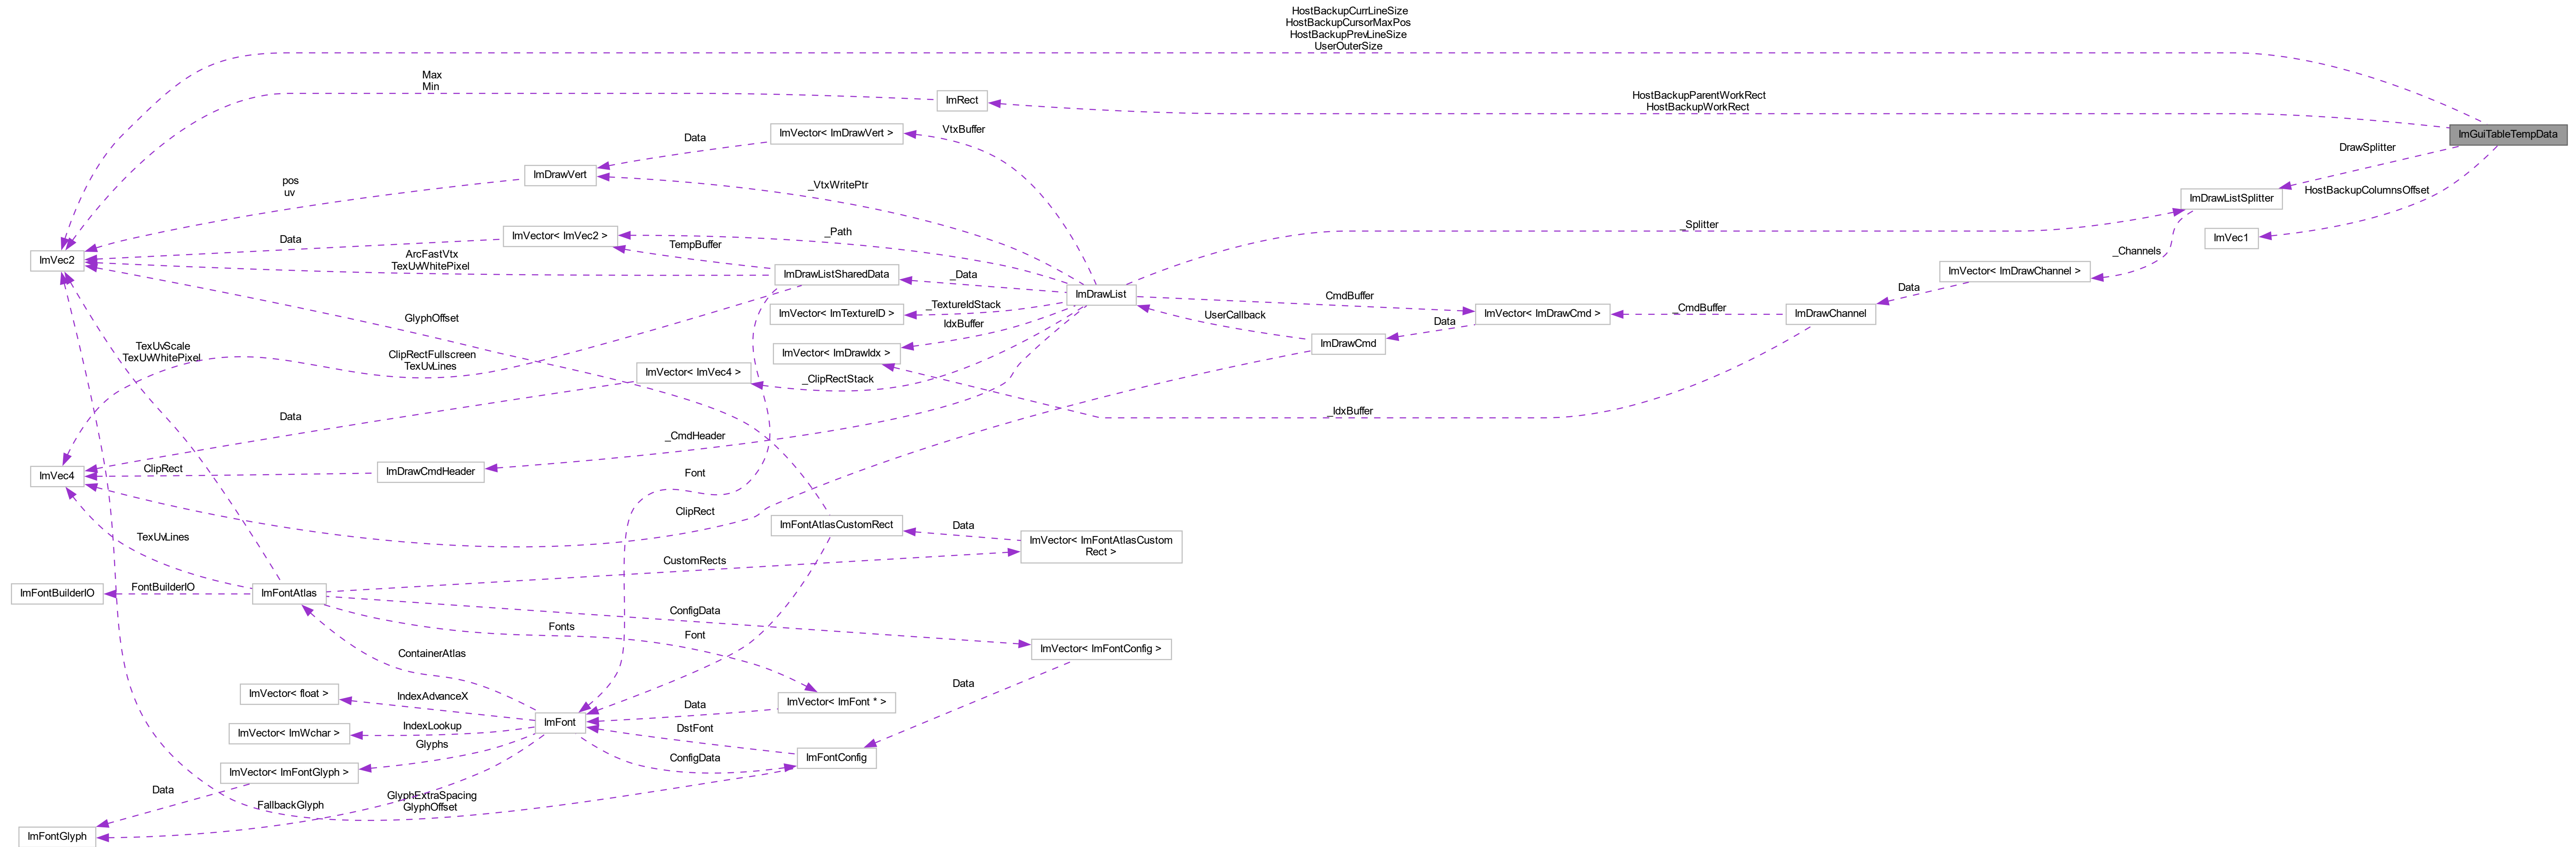 HostBackupCurrLineSize
HostBackupCursorMaxPos
HostBackupPrevLineSize
UserOuterSize
Max
Min
ImRect
HostBackupParentWorkRect
HostBackupWorkRect
ImGuiTableTempData
ImVector< ImDrawVert >
VtxBuffer
Data
DrawSplitter
ImDrawVert
pos
uv
_VtxWritePtr
HostBackupColumnsOffset
ImDrawListSplitter
_Splitter
ImVector< ImVec2 >
_Path
Data
TempBuffer
ImVec1
_Channels
ImVec2
ArcFastVtx
TexUvWhitePixel
ImDrawListSharedData
_Data
ImVector< ImDrawChannel >
Data
ImDrawList
CmdBuffer
_TextureIdStack
ImVector< ImTextureID >
UserCallback
ImVector< ImDrawCmd >
_CmdBuffer
ImDrawChannel
GlyphOffset
IdxBuffer
Data
ImDrawCmd
TexUvScale
TexUvWhitePixel
ClipRectFullscreen
TexUvLines
ImVector< ImDrawIdx >
ImVector< ImVec4 >
_ClipRectStack
_IdxBuffer
Data
_CmdHeader
ImVec4
ClipRect
ImDrawCmdHeader
Font
ClipRect
ImFontAtlasCustomRect
Data
ImVector< ImFontAtlasCustom
Rect >
TexUvLines
CustomRects
ImFontBuilderIO
FontBuilderIO
ImFontAtlas
ConfigData
Fonts
Font
ContainerAtlas
ImVector< ImFontConfig >
Data
ImVector< float >
IndexAdvanceX
ImVector< ImFont * >
Data
ImFont
ImVector< ImWchar >
IndexLookup
DstFont
Glyphs
ConfigData
ImFontConfig
ImVector< ImFontGlyph >
Data
FallbackGlyph
GlyphExtraSpacing
GlyphOffset
ImFontGlyph